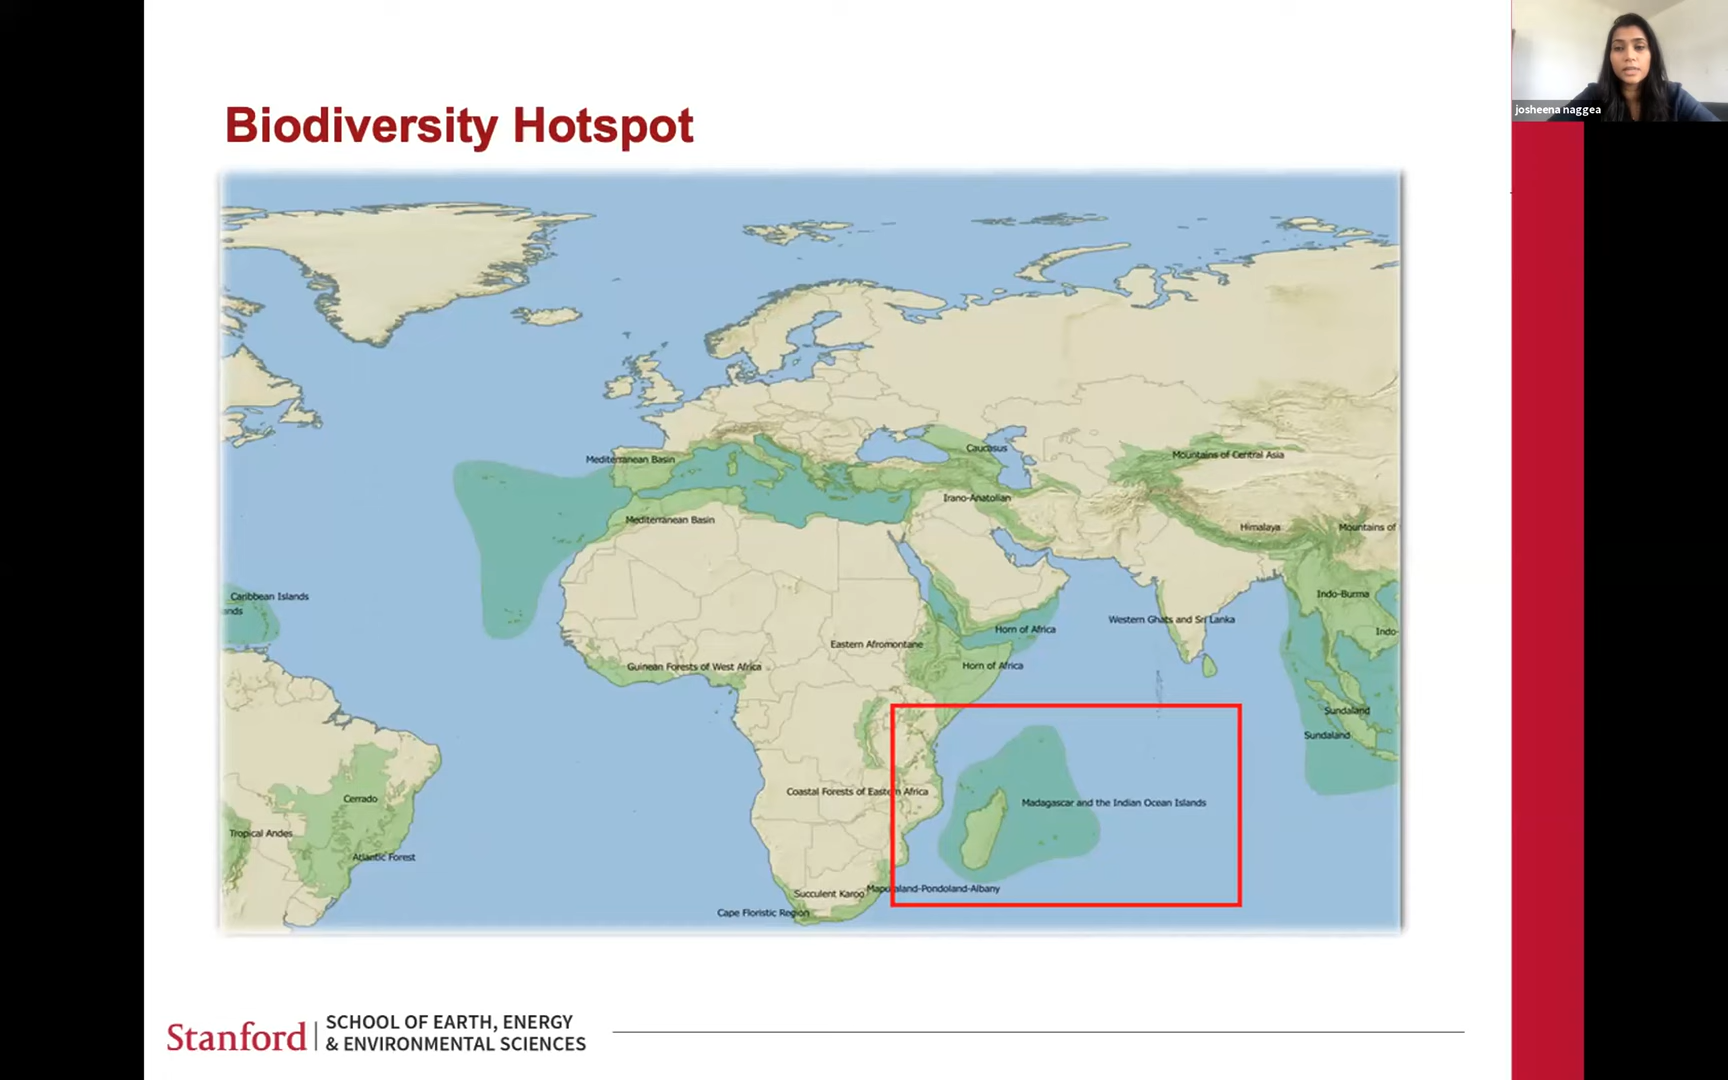 josheena naggea
Biodiversity Hotspot
Mediterranean Basin
Caucasus
Mountains of Central Asia
Irano-Anatolian
Mediterranean Basin
Himalaya
Mountains of
Caribbean Islands
nds
Indo-Burma
Western Ghats and Sri Lanka
Horn of Africa
Indo-
Eastern Afromontane
Guinean Forests of West Africa
Horn of Africa
Sundaland
Sundaland
Coastal Forests of Eastern Africa
Cerrado
Madagascar and the Indian Ocean Islands
Tropical Andes
Atlantic Forest
Succulent Karoo
Maputaland-Pondoland-Albany
Cape Floristic Region
Stanford
SCHOOL OF EARTH, ENERGY
& ENVIRONMENTAL SCIENCES